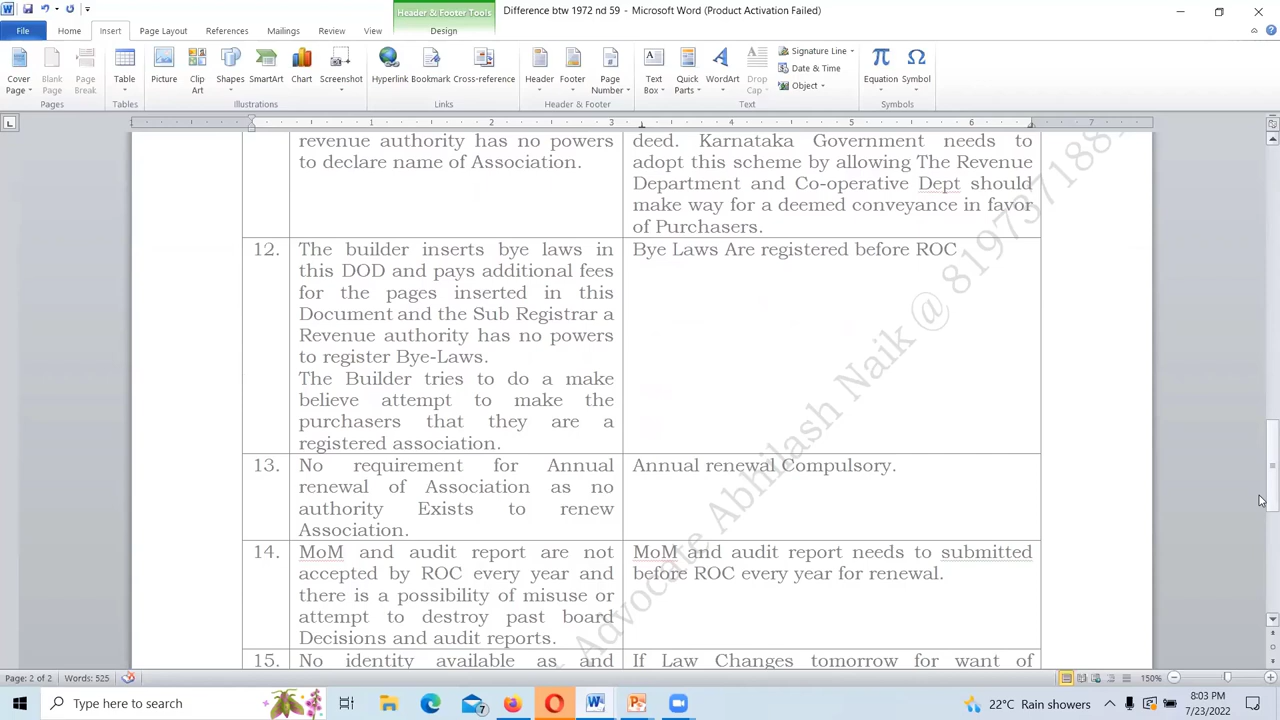 Header & Footer Tools
Difference btw 1972 nd 59 - Microsoft Word (Product Activation Failed)
File Home Insert Page Layout References Mailings Review View Design
Cover Page Blank Page Page Break Table Picture Clip Art Shapes SmartArt Chart Screenshot Hyperlink Bookmark Cross-reference Header Footer Page Number Text Box Quick Parts WordArt Drop Cap Signature Line Date & Time Object Equation Symbol
Pages Tables Illustrations Links Header & Footer Text Symbols
1 2 3 4 5 6 7
revenue authority has no powers
to declare name of Association.
deed. Karnataka Government needs to
adopt this scheme by allowing The Revenue
Department and Co-operative Dept should
make way for a deemed conveyance in favor
of Purchasers.
12.
The builder inserts bye laws in
this DOD and pays additional fees
for the pages inserted in this
Document and the Sub Registrar a
Revenue authority has no powers
to register Bye-Laws.
The Builder tries to do a make
believe attempt to make the
purchasers that they are a
registered association.
Bye Laws Are registered before ROC
13.
No requirement for Annual
renewal of Association as no
authority Exists to renew
Association.
Annual renewal Compulsory.
14.
MoM and audit report are not
accepted by ROC every year and
there is a possibility of misuse or
attempt to destroy past board
Decisions and audit reports.
MoM and audit report needs to submitted
before ROC every year for renewal.
15.
No identity available as and
If Law Changes tomorrow for want of
Advocate Abhilash Naik @ 819737188
Page: 2 of 2 Words: 525 150%
Type here to search
7
22°C Rain showers
8:03 PM
7/23/2022